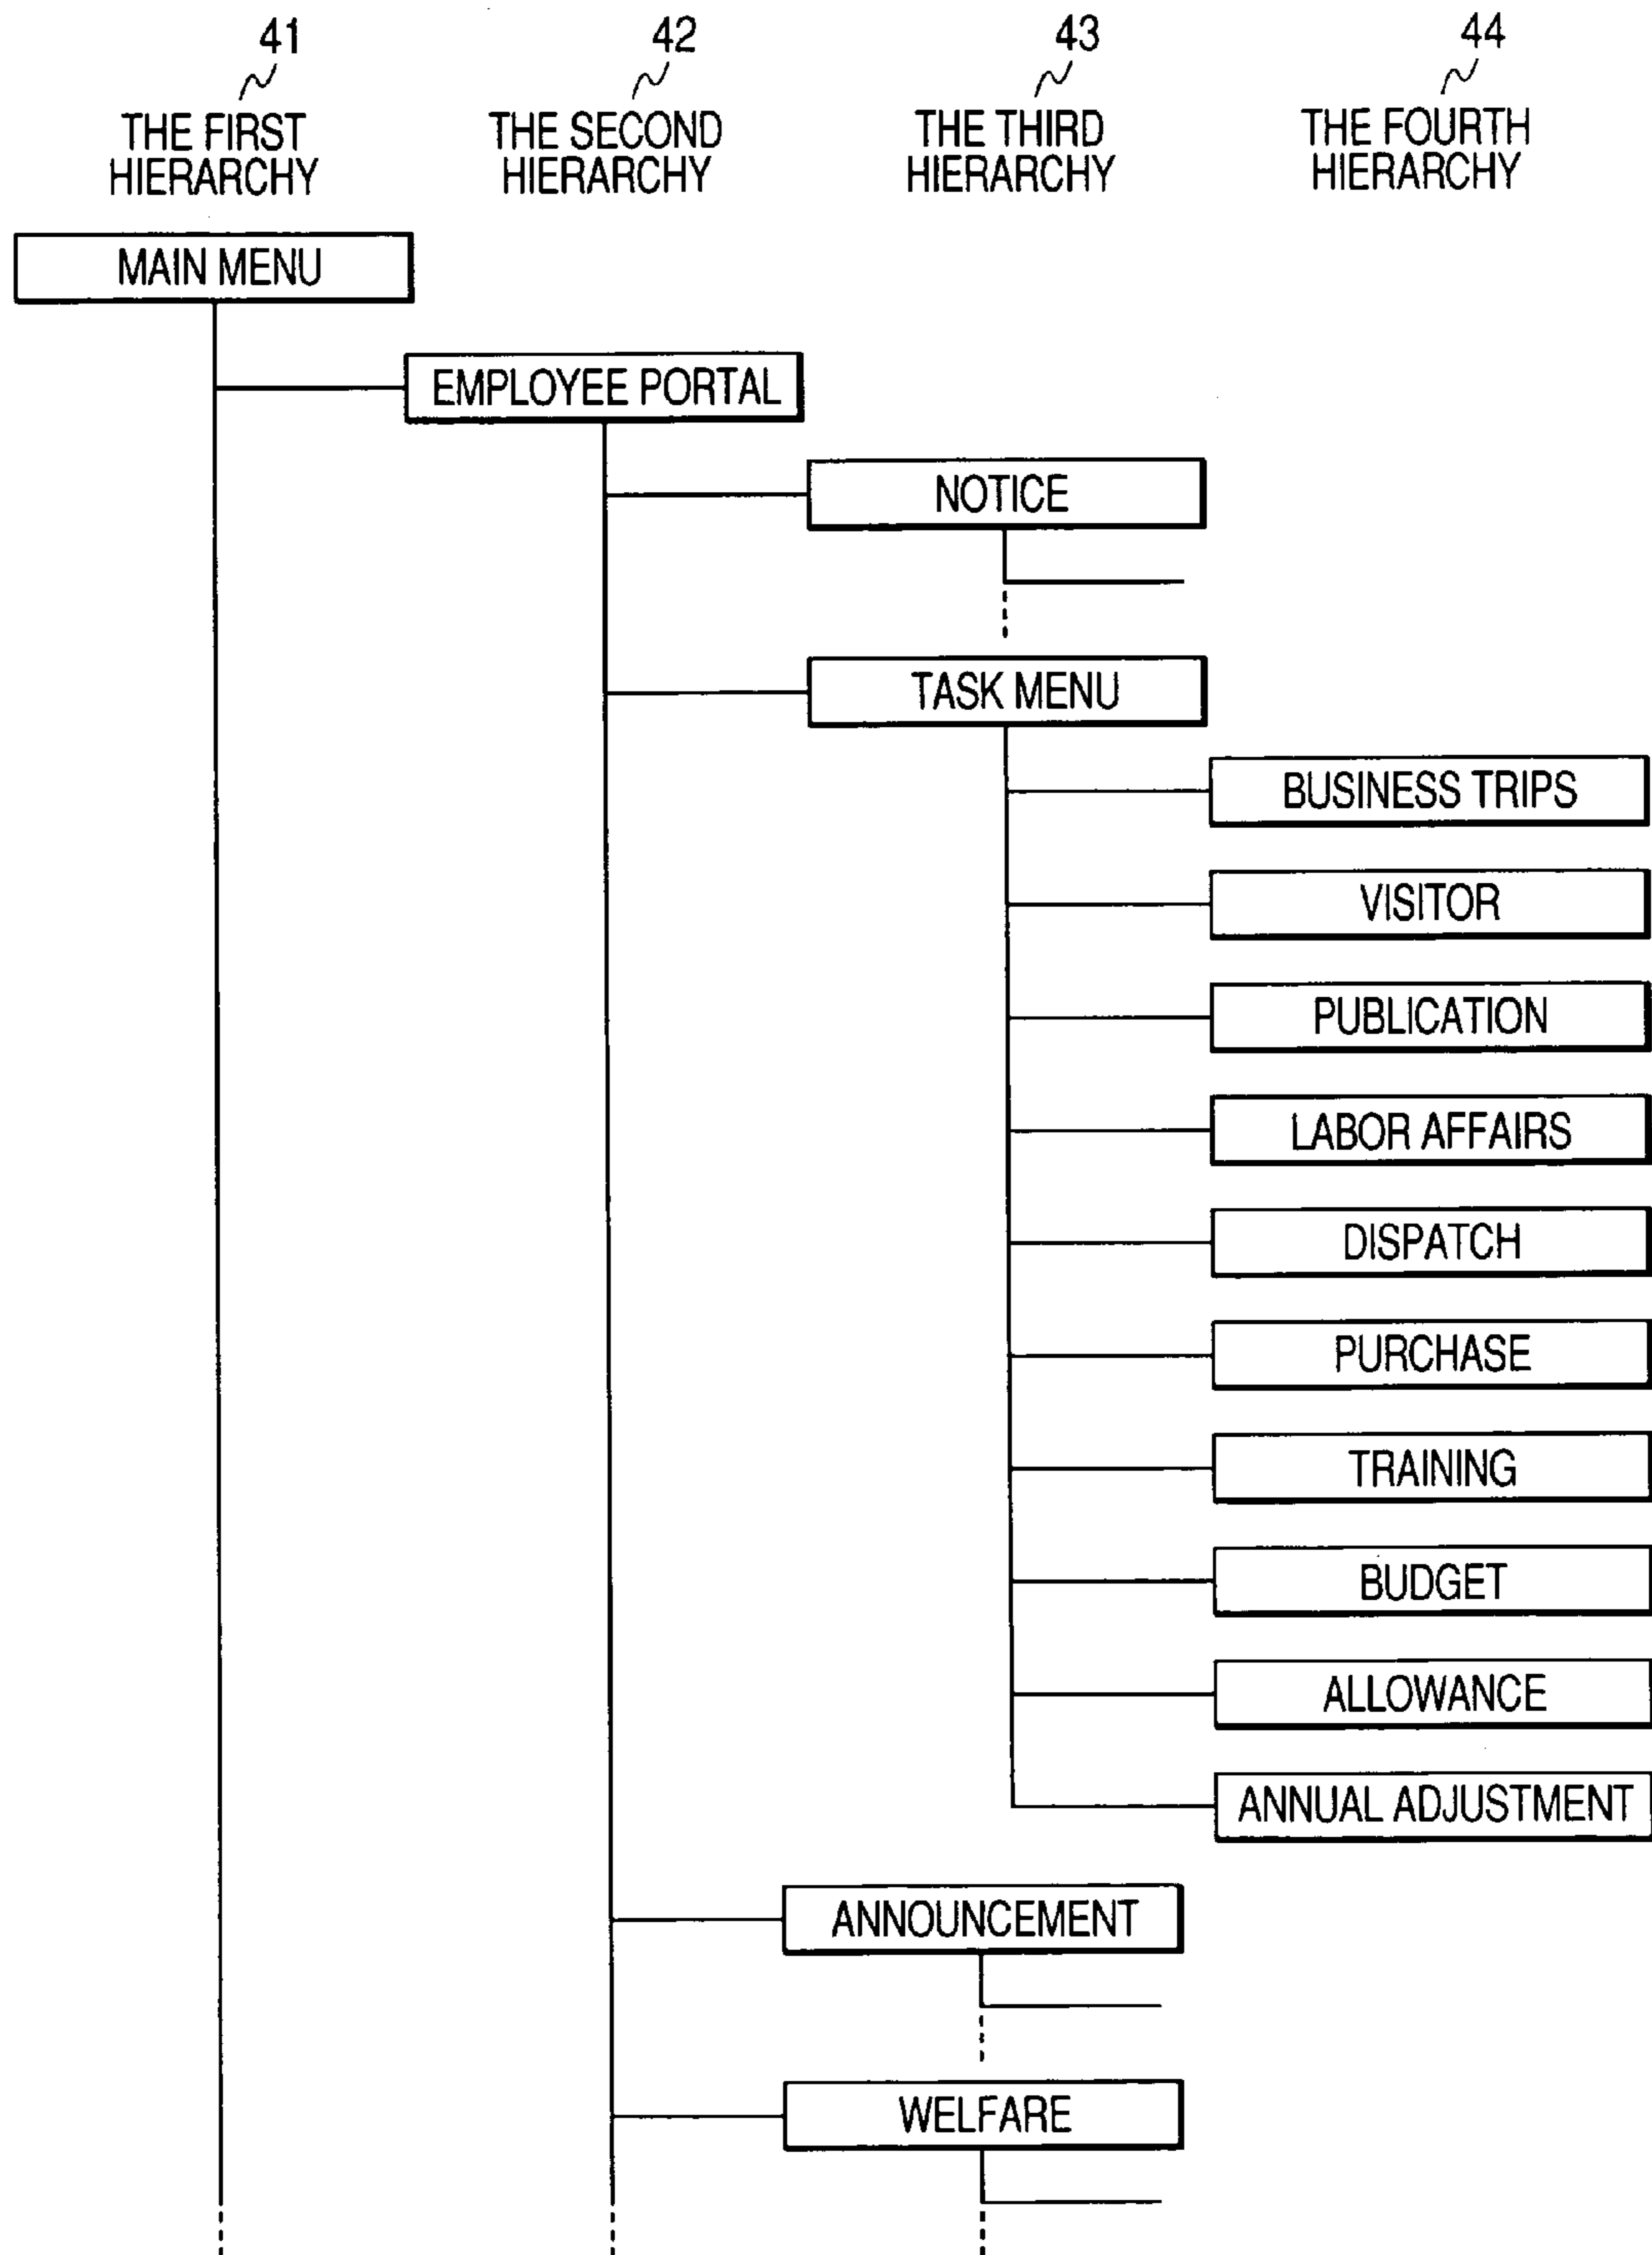 41
42
43
44
THE FIRST
HIERARCHY
THE SECOND
HIERARCHY
THE THIRD
HIERARCHY
THE FOURTH
HIERARCHY
MAIN MENU
EMPLOYEE PORTAL
NOTICE
TASK MENU
BUSINESS TRIPS
VISITOR
PUBLICATION
LABOR AFFAIRS
DISPATCH
PURCHASE
TRAINING
BUDGET
ALLOWANCE
ANNUAL ADJUSTMENT
ANNOUNCEMENT
WELFARE